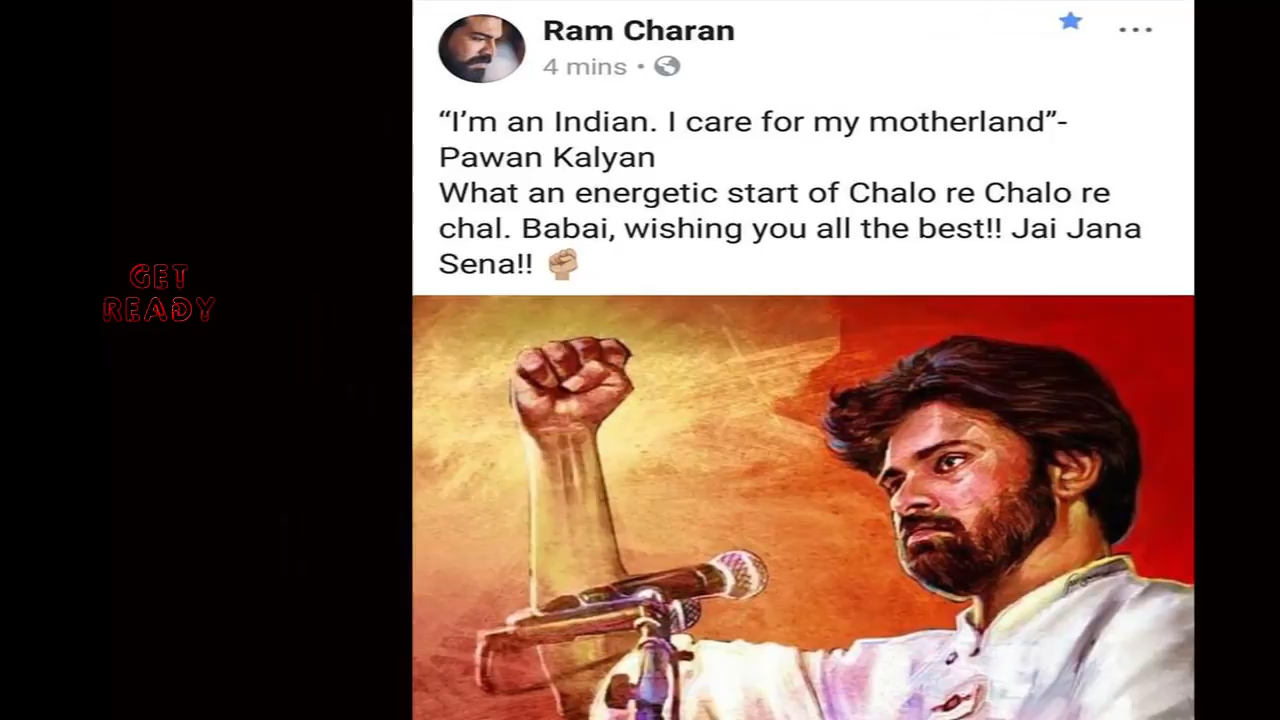 GET
READY
Ram Charan
4 mins •
“I’m an Indian. I care for my motherland”-
Pawan Kalyan
What an energetic start of Chalo re Chalo re
chal. Babai, wishing you all the best!! Jai Jana
Sena!! ✊🏼